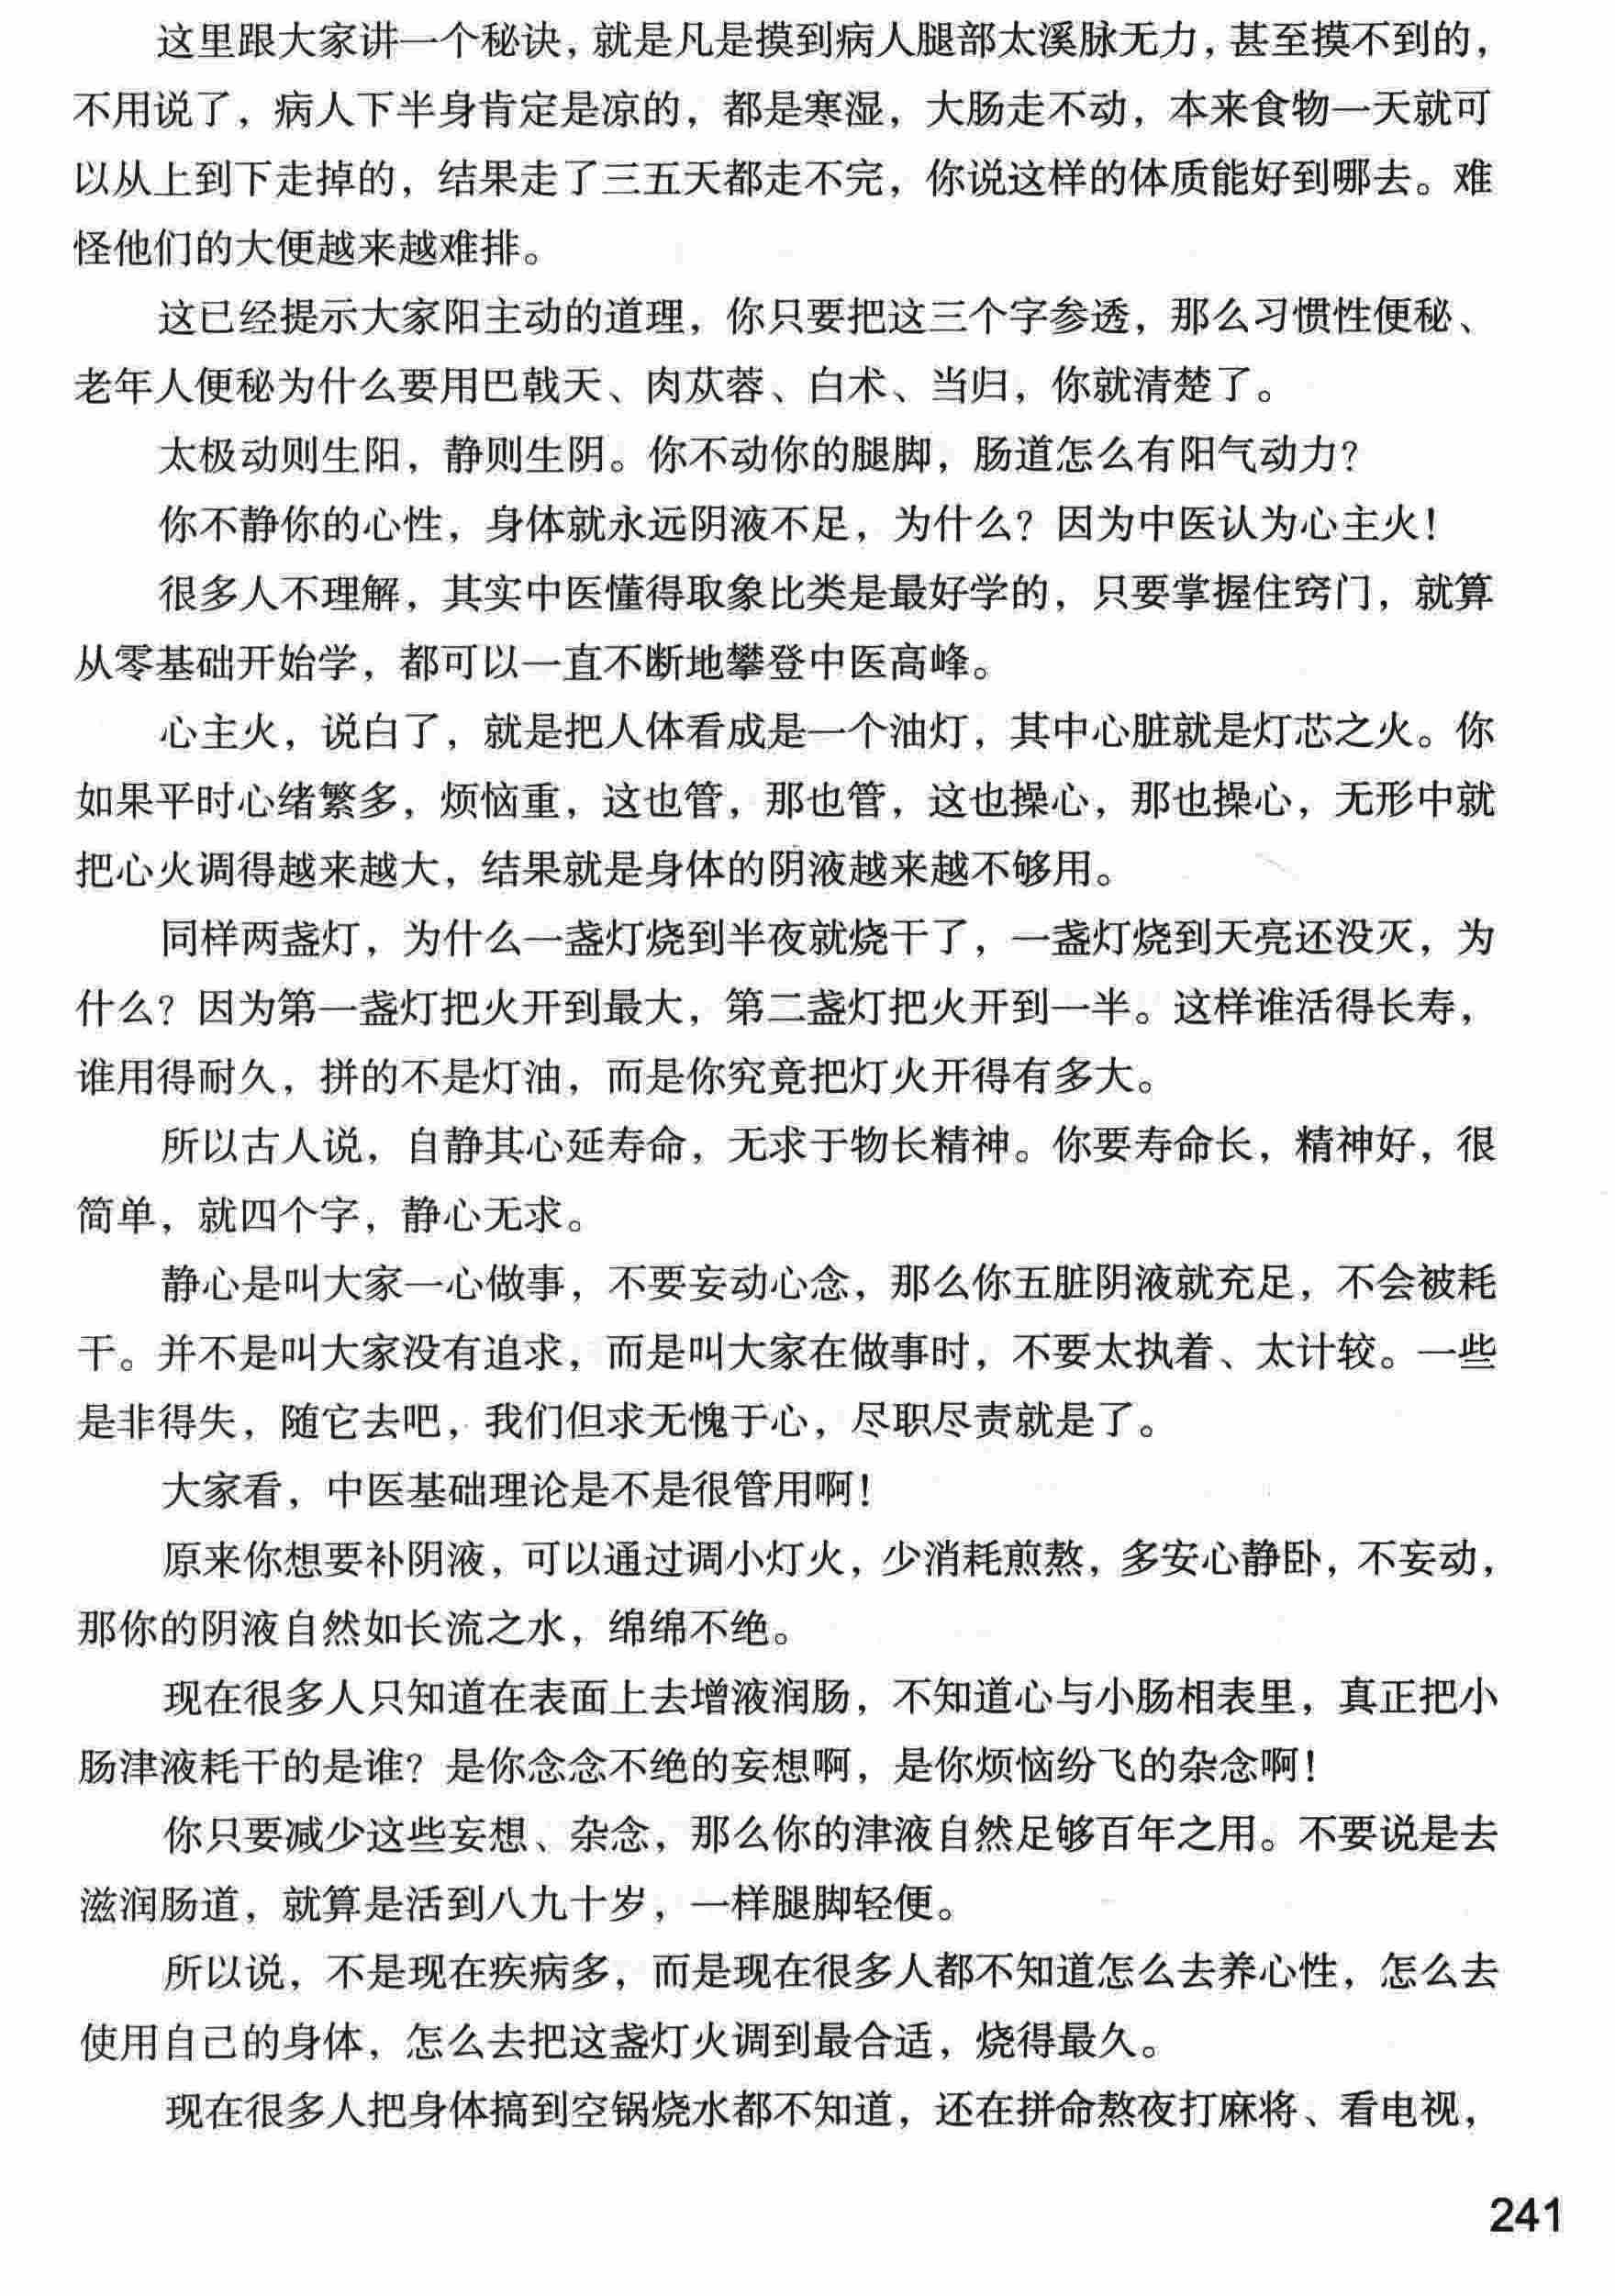 这里跟大家讲一个秘诀，就是凡是摸到病人腿部太溪脉无力，甚至摸不到的，
不用说了，病人下半身肯定是凉的，都是寒湿，大肠走不动，本来食物一天就可
以从上到下走掉的，结果走了三五天都走不完，你说这样的体质能好到哪去。难
怪他们的大便越来越难排。
这已经提示大家阳主动的道理，你只要把这三个字参透，那么习惯性便秘、
老年人便秘为什么要用巴戟天、肉苁蓉、白术、当归，你就清楚了。
太极动则生阳，静则生阴。你不动你的腿脚，肠道怎么有阳气动力？
你不静你的心性，身体就永远阴液不足，为什么？因为中医认为心主火！
很多人不理解，其实中医懂得取象比类是最好学的，只要掌握住窍门，就算
从零基础开始学，都可以一直不断地攀登中医高峰。
心主火，说白了，就是把人体看成是一个油灯，其中心脏就是灯芯之火。你
如果平时心绪繁多，烦恼重，这也管，那也管，这也操心，那也操心，无形中就
把心火调得越来越大，结果就是身体的阴液越来越不够用。
同样两盏灯，为什么一盏灯烧到半夜就烧干了，一盏灯烧到天亮还没灭，为
什么？因为第一盏灯把火开到最大，第二盏灯把火开到一半。这样谁活得长寿，
谁用得耐久，拼的不是灯油，而是你究竟把灯火开得有多大。
所以古人说，自静其心延寿命，无求于物长精神。你要寿命长，精神好，很
简单，就四个字，静心无求。
静心是叫大家一心做事，不要妄动心念，那么你五脏阴液就充足，不会被耗
干。并不是叫大家没有追求，而是叫大家在做事时，不要太执着、太计较。一些
是非得失，随它去吧，我们但求无愧于心，尽职尽责就是了。
大家看，中医基础理论是不是很管用啊！
原来你想要补阴液，可以通过调小灯火，少消耗煎熬，多安心静卧，不妄动，
那你的阴液自然如长流之水，绵绵不绝。
现在很多人只知道在表面上去增液润肠，不知道心与小肠相表里，真正把小
肠津液耗干的是谁？是你念念不绝的妄想啊，是你烦恼纷飞的杂念啊！
你只要减少这些妄想、杂念，那么你的津液自然足够百年之用。不要说是去
滋润肠道，就算是活到八九十岁，一样腿脚轻便。
所以说，不是现在疾病多，而是现在很多人都不知道怎么去养心性，怎么去
使用自己的身体，怎么去把这盏灯火调到最合适，烧得最久。
现在很多人把身体搞到空锅烧水都不知道，还在拼命熬夜打麻将、看电视，
241